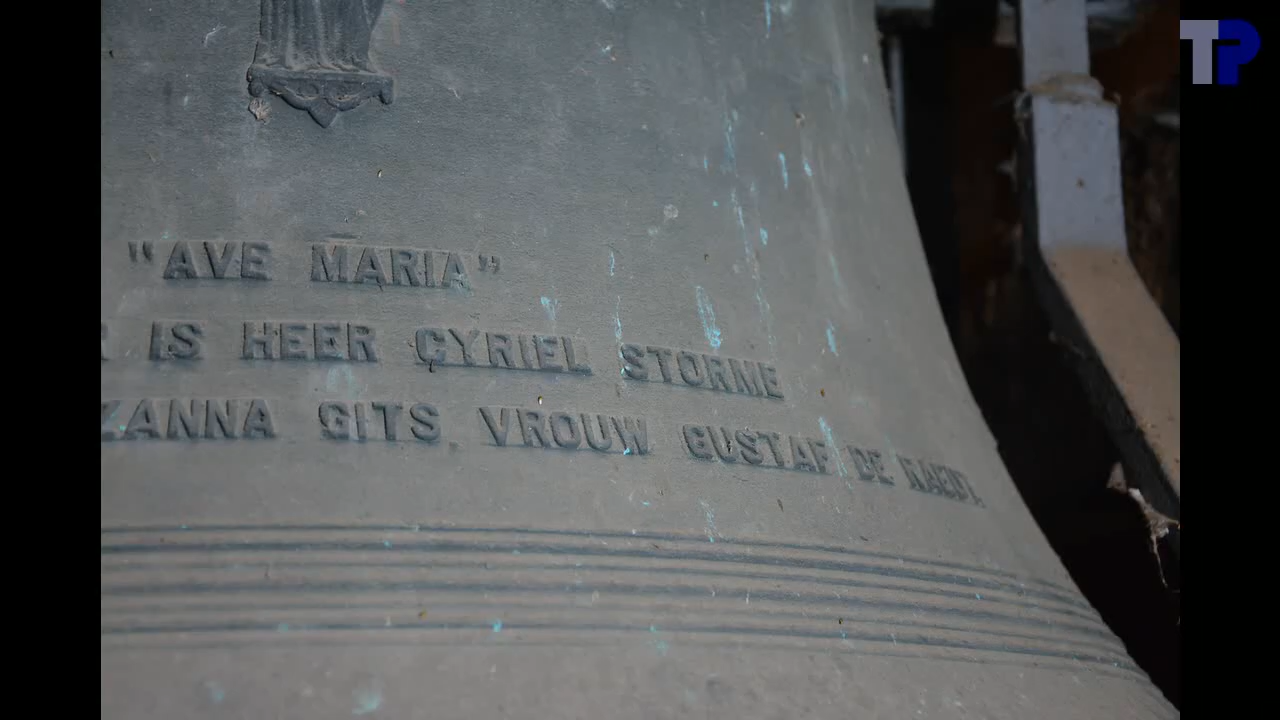 "AVE MARIA"
IS HEER CYRIEL STORME
ZANNA GITS VROUW GUSTAF DE RAEDT.
TP